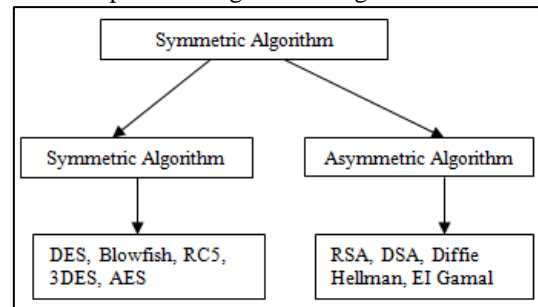 Symmetric Algorithm
Symmetric Algorithm
Asymmetric Algorithm
DES, Blowfish, RC5,
3DES, AES
RSA, DSA, Diffie
Hellman, EI Gamal